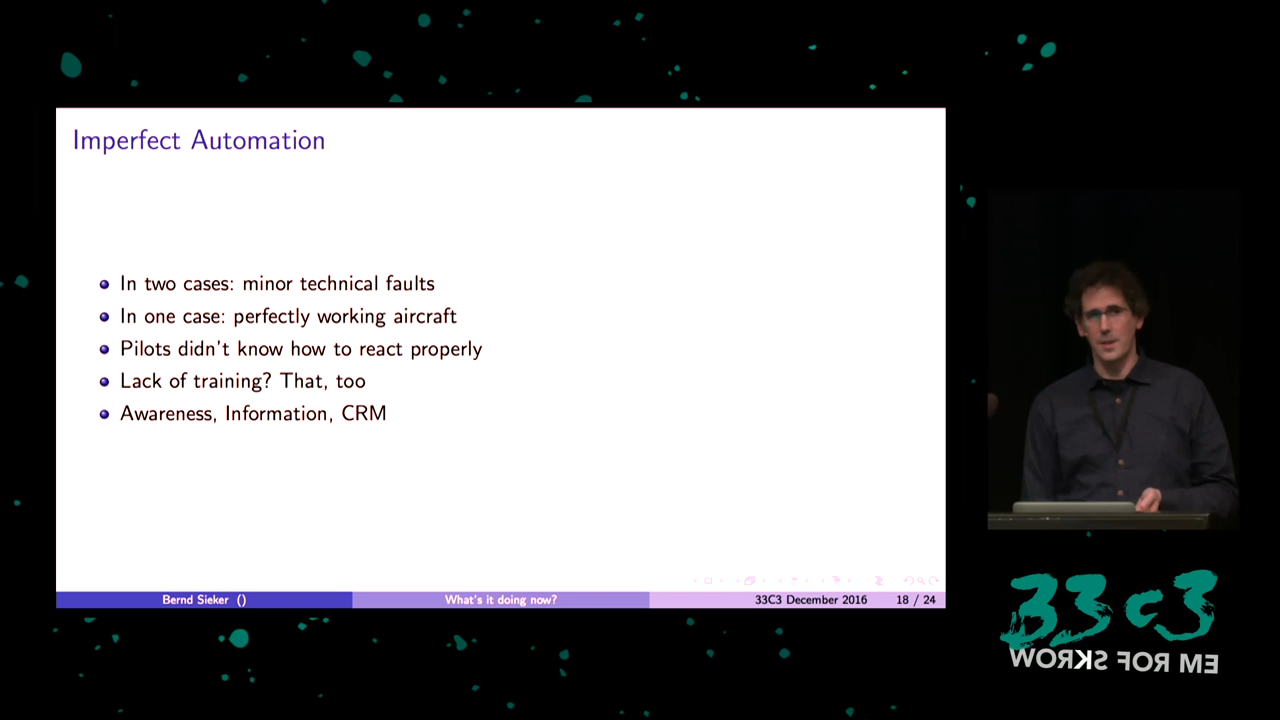 Imperfect Automation
In two cases: minor technical faults
In one case: perfectly working aircraft
Pilots didn't know how to react properly
Lack of training? That, too
Awareness, Information, CRM
Bernd Sieker ()
What's it doing now?
33C3 December 2016
18 / 24
33c3
WORKS FOR ME